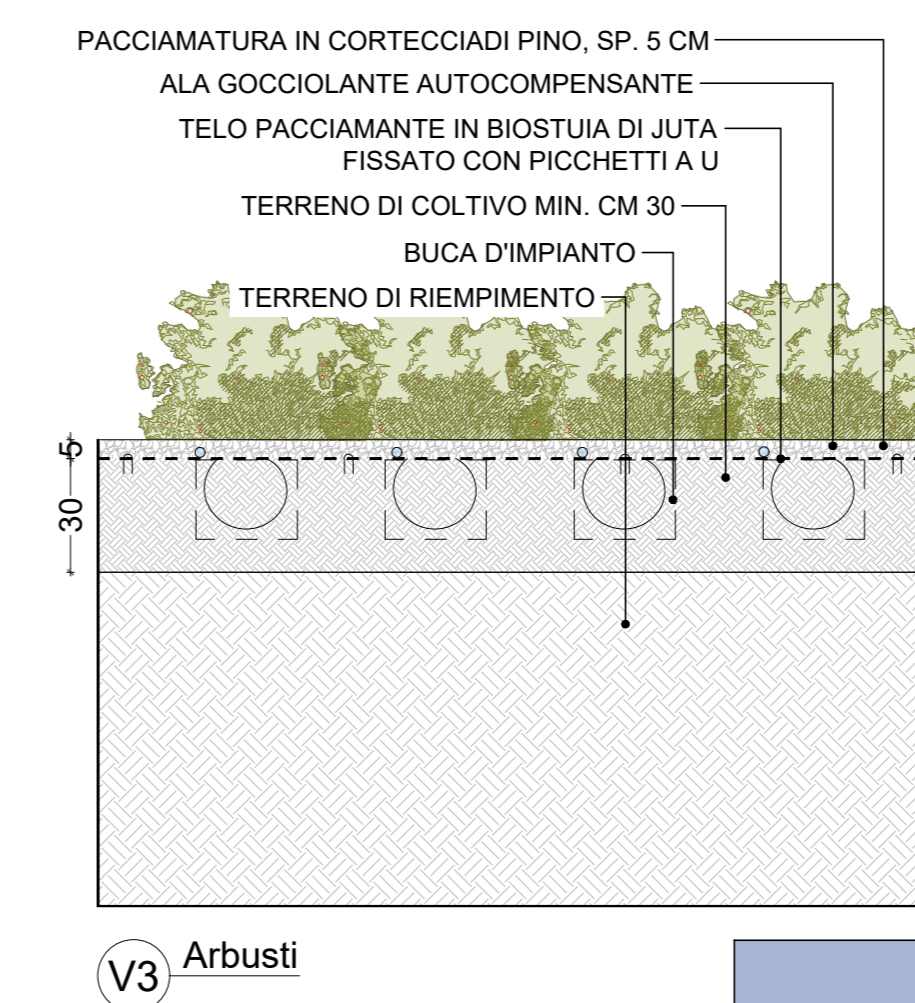 PACCIAMATURA IN CORTECCIADI PINO, SP. 5 CM
ALA GOCCIOLANTE AUTOCOMPENSANTE
TELO PACCIAMANTE IN BIOSTUIA DI JUTA
FISSATO CON PICCHETTI A U
TERRENO DI COLTIVO MIN. CM 30
BUCA D'IMPIANTO
TERRENO DI RIEMPIMENTO
5
30
V3 Arbusti